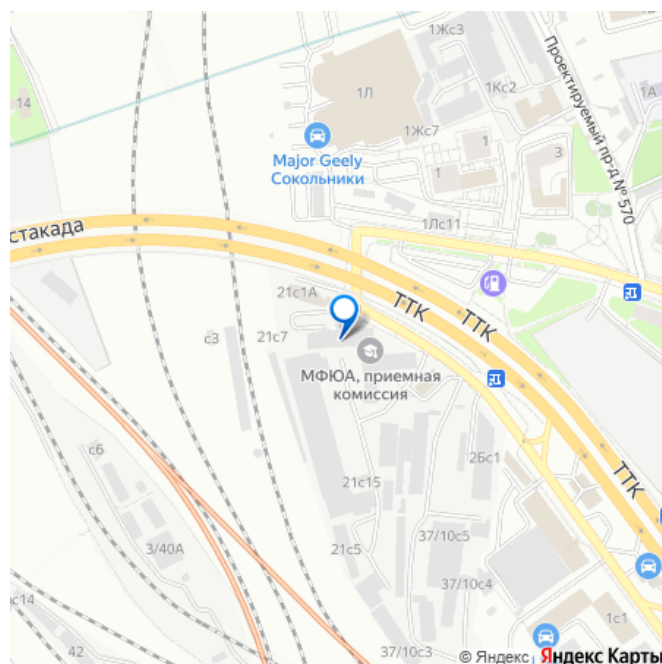 1Жс3
Проектируемый пр-д № 570
14
1Л
1Кс2
1А
1Жс7
1
3
Major Geely
Сокольники
1
1Лс11
стакада
21с1А
ТТК
ТТК
с3
21с7
МФЮА, приемная
комиссия
с6
2Бс1
ТТК
21с15
3/40А
21с5
37/10с5
37/10с4
с14
1с1
42
37/10с3
© Яндекс Яндекс Карты